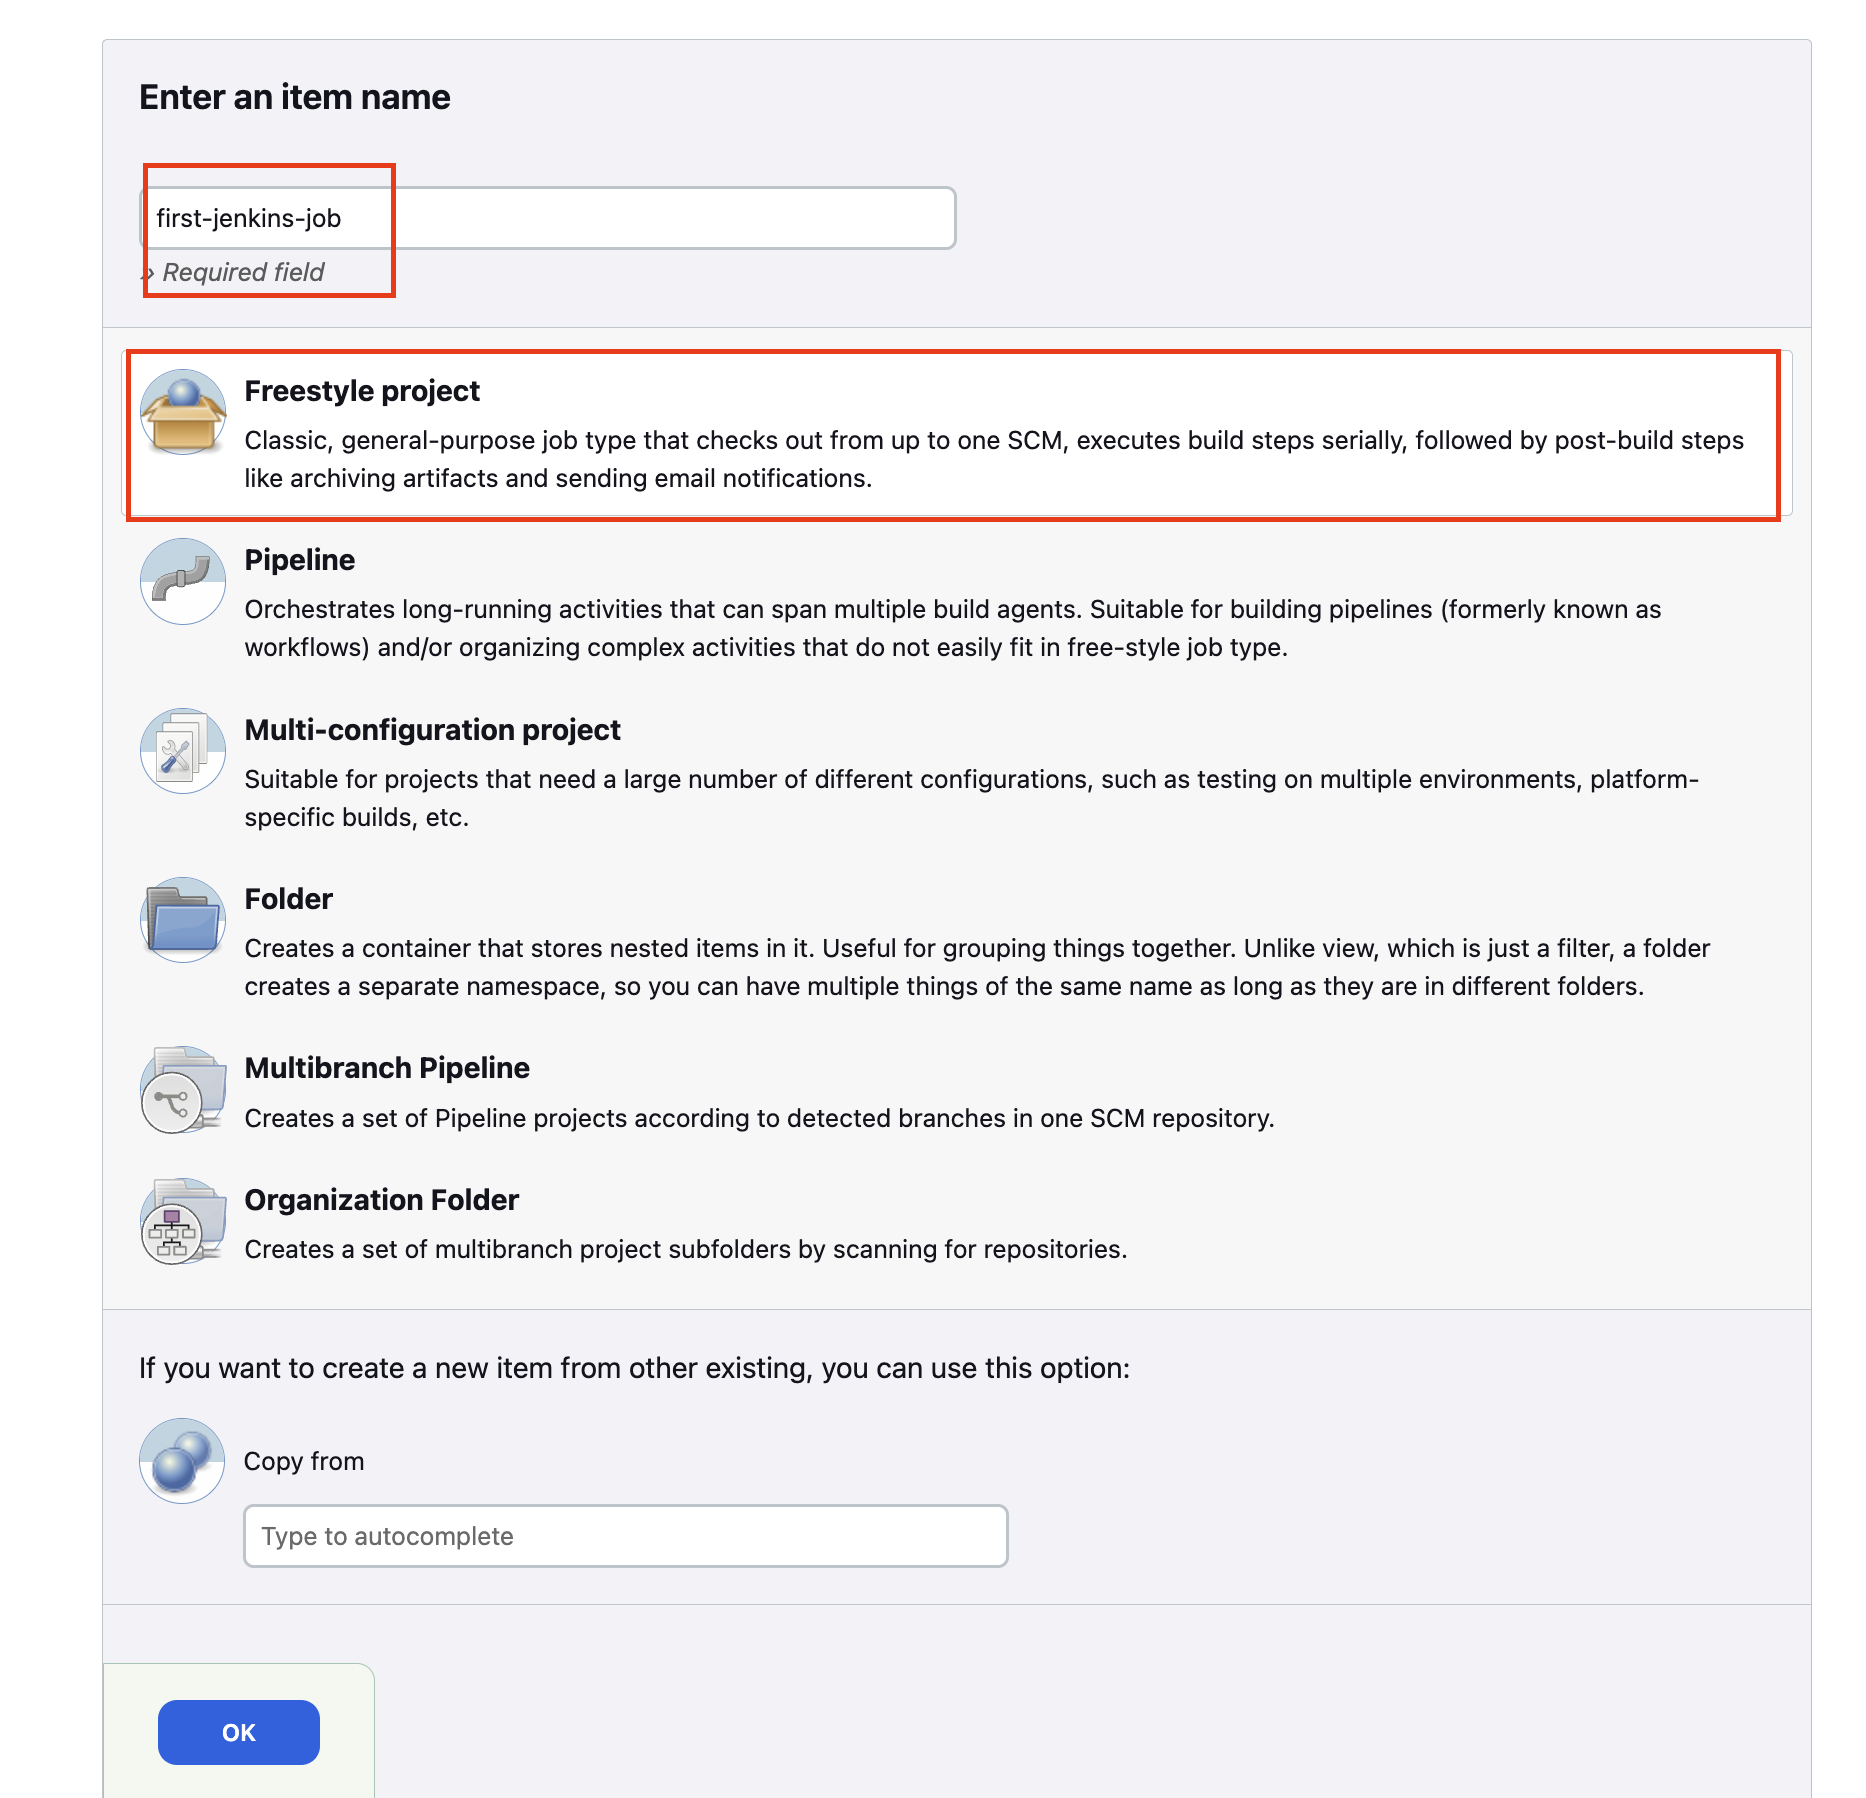 Enter an item name
first-jenkins-job
» Required field
Freestyle project
Classic, general-purpose job type that checks out from up to one SCM, executes build steps serially, followed by post-build steps
like archiving artifacts and sending email notifications.
Pipeline
Orchestrates long-running activities that can span multiple build agents. Suitable for building pipelines (formerly known as
workflows) and/or organizing complex activities that do not easily fit in free-style job type.
Multi-configuration project
Suitable for projects that need a large number of different configurations, such as testing on multiple environments, platform-
specific builds, etc.
Folder
Creates a container that stores nested items in it. Useful for grouping things together. Unlike view, which is just a filter, a folder
creates a separate namespace, so you can have multiple things of the same name as long as they are in different folders.
Multibranch Pipeline
Creates a set of Pipeline projects according to detected branches in one SCM repository.
Organization Folder
Creates a set of multibranch project subfolders by scanning for repositories.
If you want to create a new item from other existing, you can use this option:
Copy from
Type to autocomplete
OK